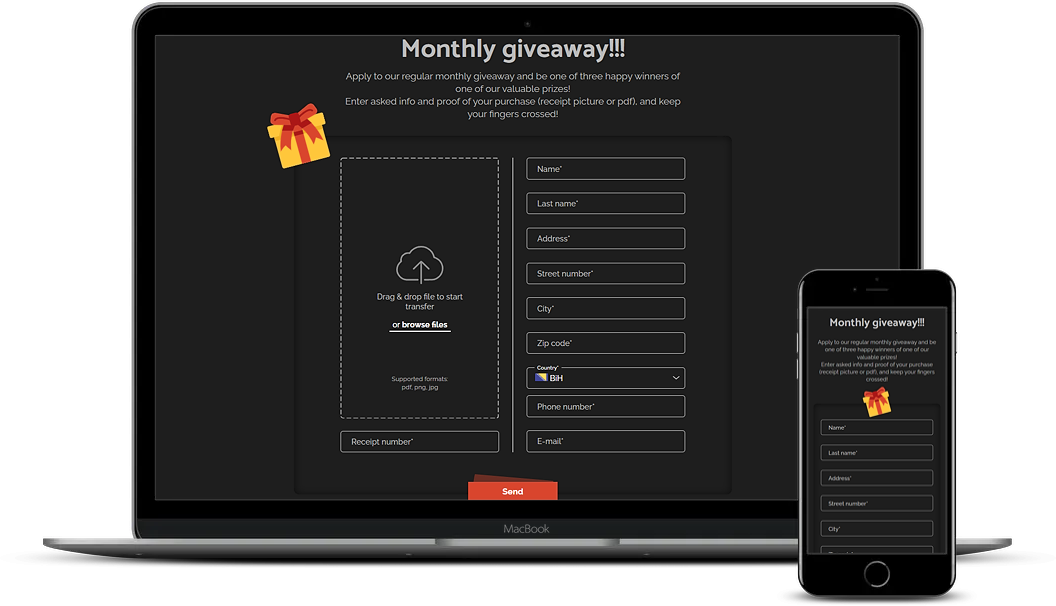 Monthly giveaway!!!
Apply to our regular monthly giveaway and be one of three happy winners of
one of our valuable prizes!
Enter asked info and proof of your purchase (receipt picture or pdf), and keep
your fingers crossed!
Drag & drop file to start
transfer
or browse files
Supported formats:
pdf, png, jpg
Receipt number*
Name*
Last name*
Address*
Street number*
City*
Zip code*
Country*
BiH
Phone number*
E-mail*
Send
MacBook
Monthly giveaway!!!
Apply to our regular monthly giveaway and be
one of three happy winners of one of our
valuable prizes!
Enter asked info and proof of your purchase
(receipt picture or pdf), and keep your fingers
crossed!
Name*
Last name*
Address*
Street number*
City*